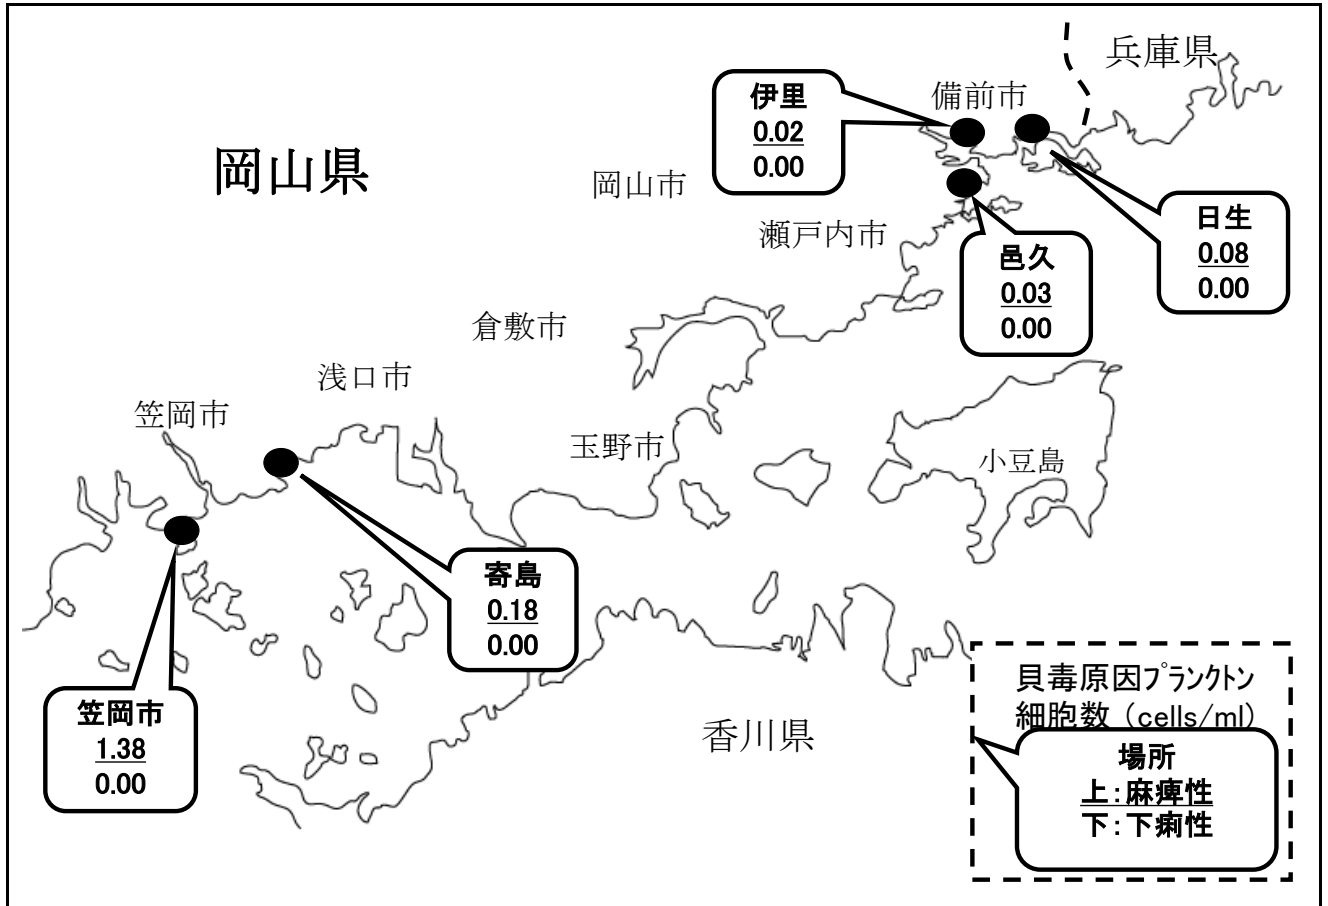 兵庫県
備前市
伊里
0.02
0.00
岡山県
岡山市
瀬戸内市
日生
0.08
0.00
邑久
0.03
0.00
倉敷市
浅口市
笠岡市
玉野市
小豆島
寄島
0.18
0.00
笠岡市
1.38
0.00
香川県
貝毒原因プランクトン
細胞数（cells/ml）
場所
上：麻痺性
下：下痢性